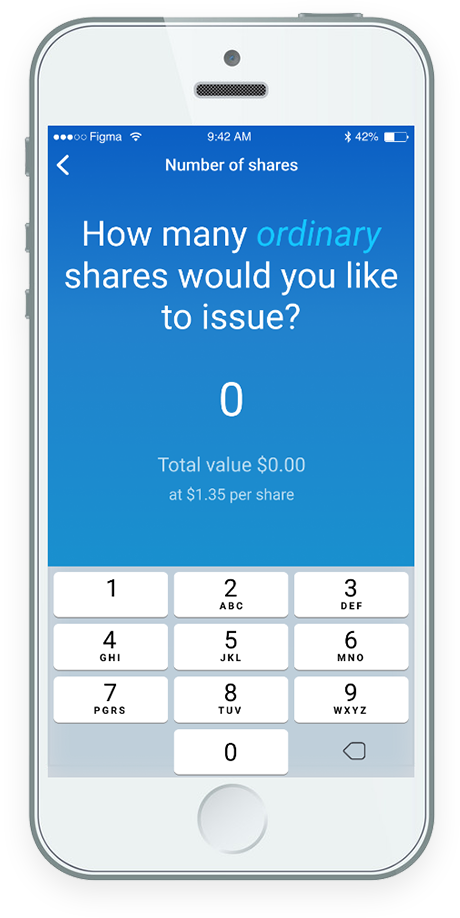 Figma 9:42 AM 42%
Number of shares
How many ordinary
shares would you like
to issue?
0
Total value $0.00
at $1.35 per share
1 2 3
ABC DEF
4 5 6
GHI JKL MNO
7 8 9
PGRS TUV WXYZ
0